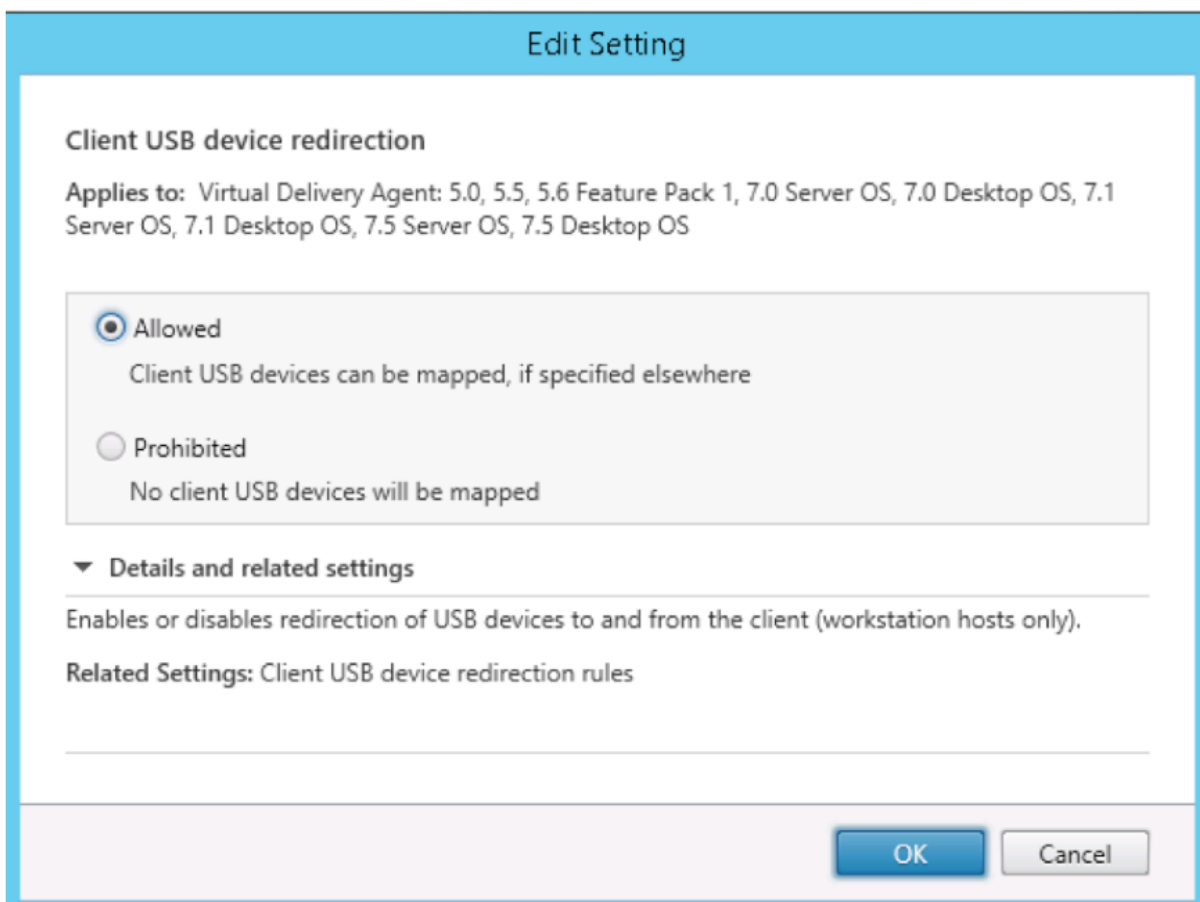 Edit Setting
Client USB device redirection
Applies to: Virtual Delivery Agent: 5.0, 5.5, 5.6 Feature Pack 1, 7.0 Server OS, 7.0 Desktop OS, 7.1
Server OS, 7.1 Desktop OS, 7.5 Server OS, 7.5 Desktop OS
Allowed
Client USB devices can be mapped, if specified elsewhere
Prohibited
No client USB devices will be mapped
Details and related settings
Enables or disables redirection of USB devices to and from the client (workstation hosts only).
Related Settings: Client USB device redirection rules
OK
Cancel